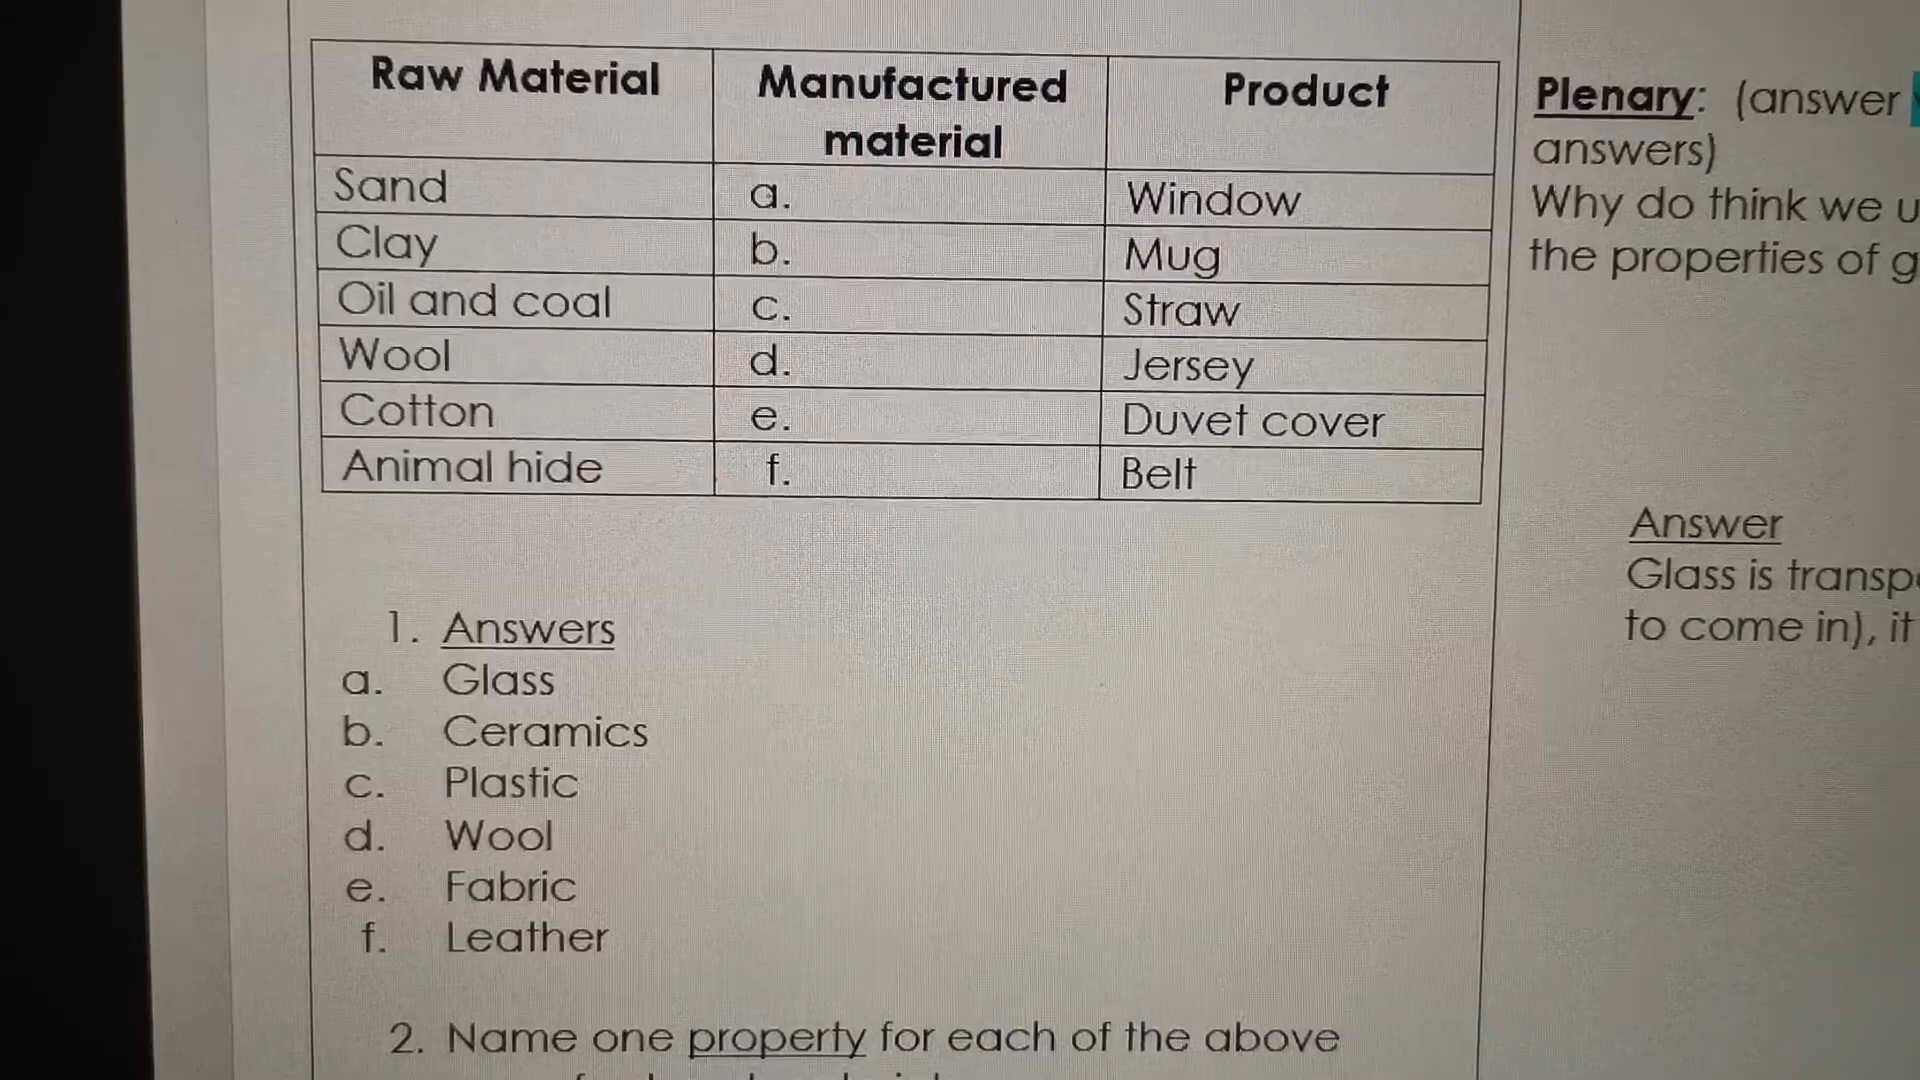 Raw Material Manufactured material Product
Sand a. Window
Clay b. Mug
Oil and coal c. Straw
Wool d. Jersey
Cotton e. Duvet cover
Animal hide f. Belt
1. Answers
a. Glass
b. Ceramics
c. Plastic
d. Wool
e. Fabric
f. Leather
2. Name one property for each of the above
Plenary: (answer
answers)
Why do think we
the properties of
Answer
Glass is
to come in), it